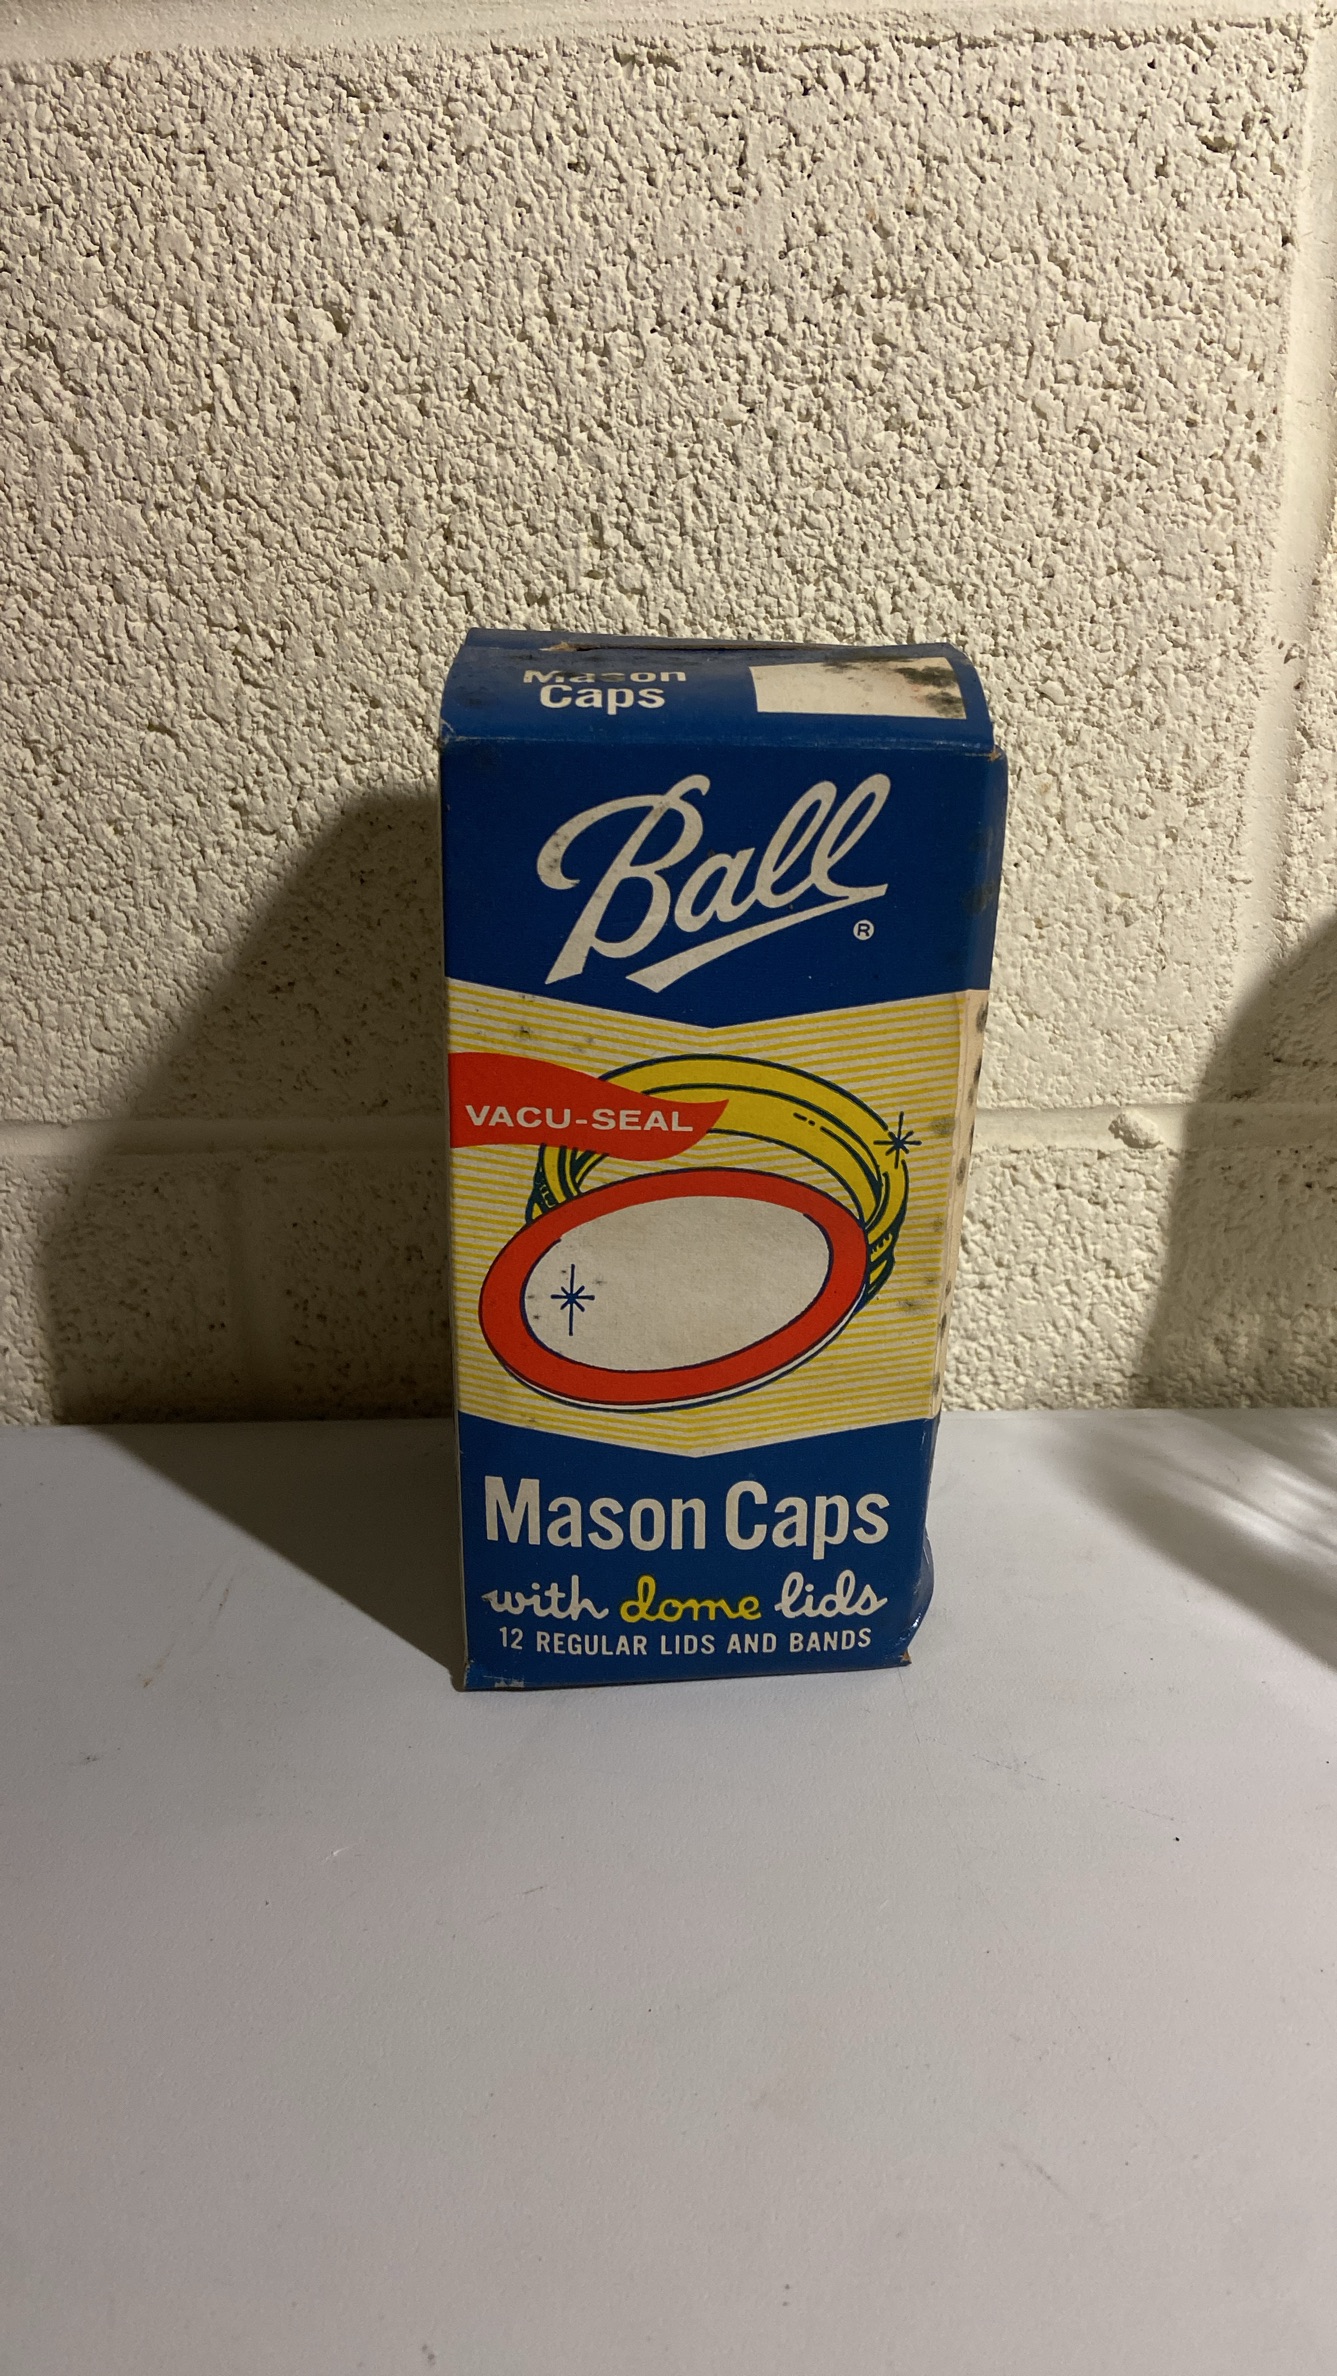 Mason
Caps
Ball
®
VACU-SEAL
Mason Caps
with dome lids
12 REGULAR LIDS AND BANDS